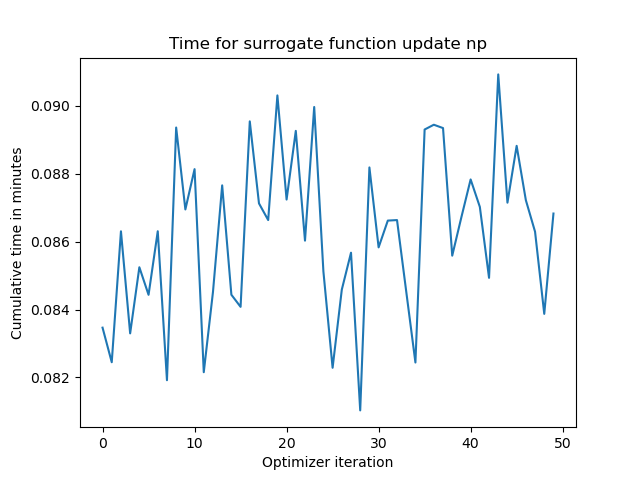 Time for surrogate function update np
Cumulative time in minutes
0.090
0.088
0.086
0.084
0.082
0 10 20 30 40 50
Optimizer iteration